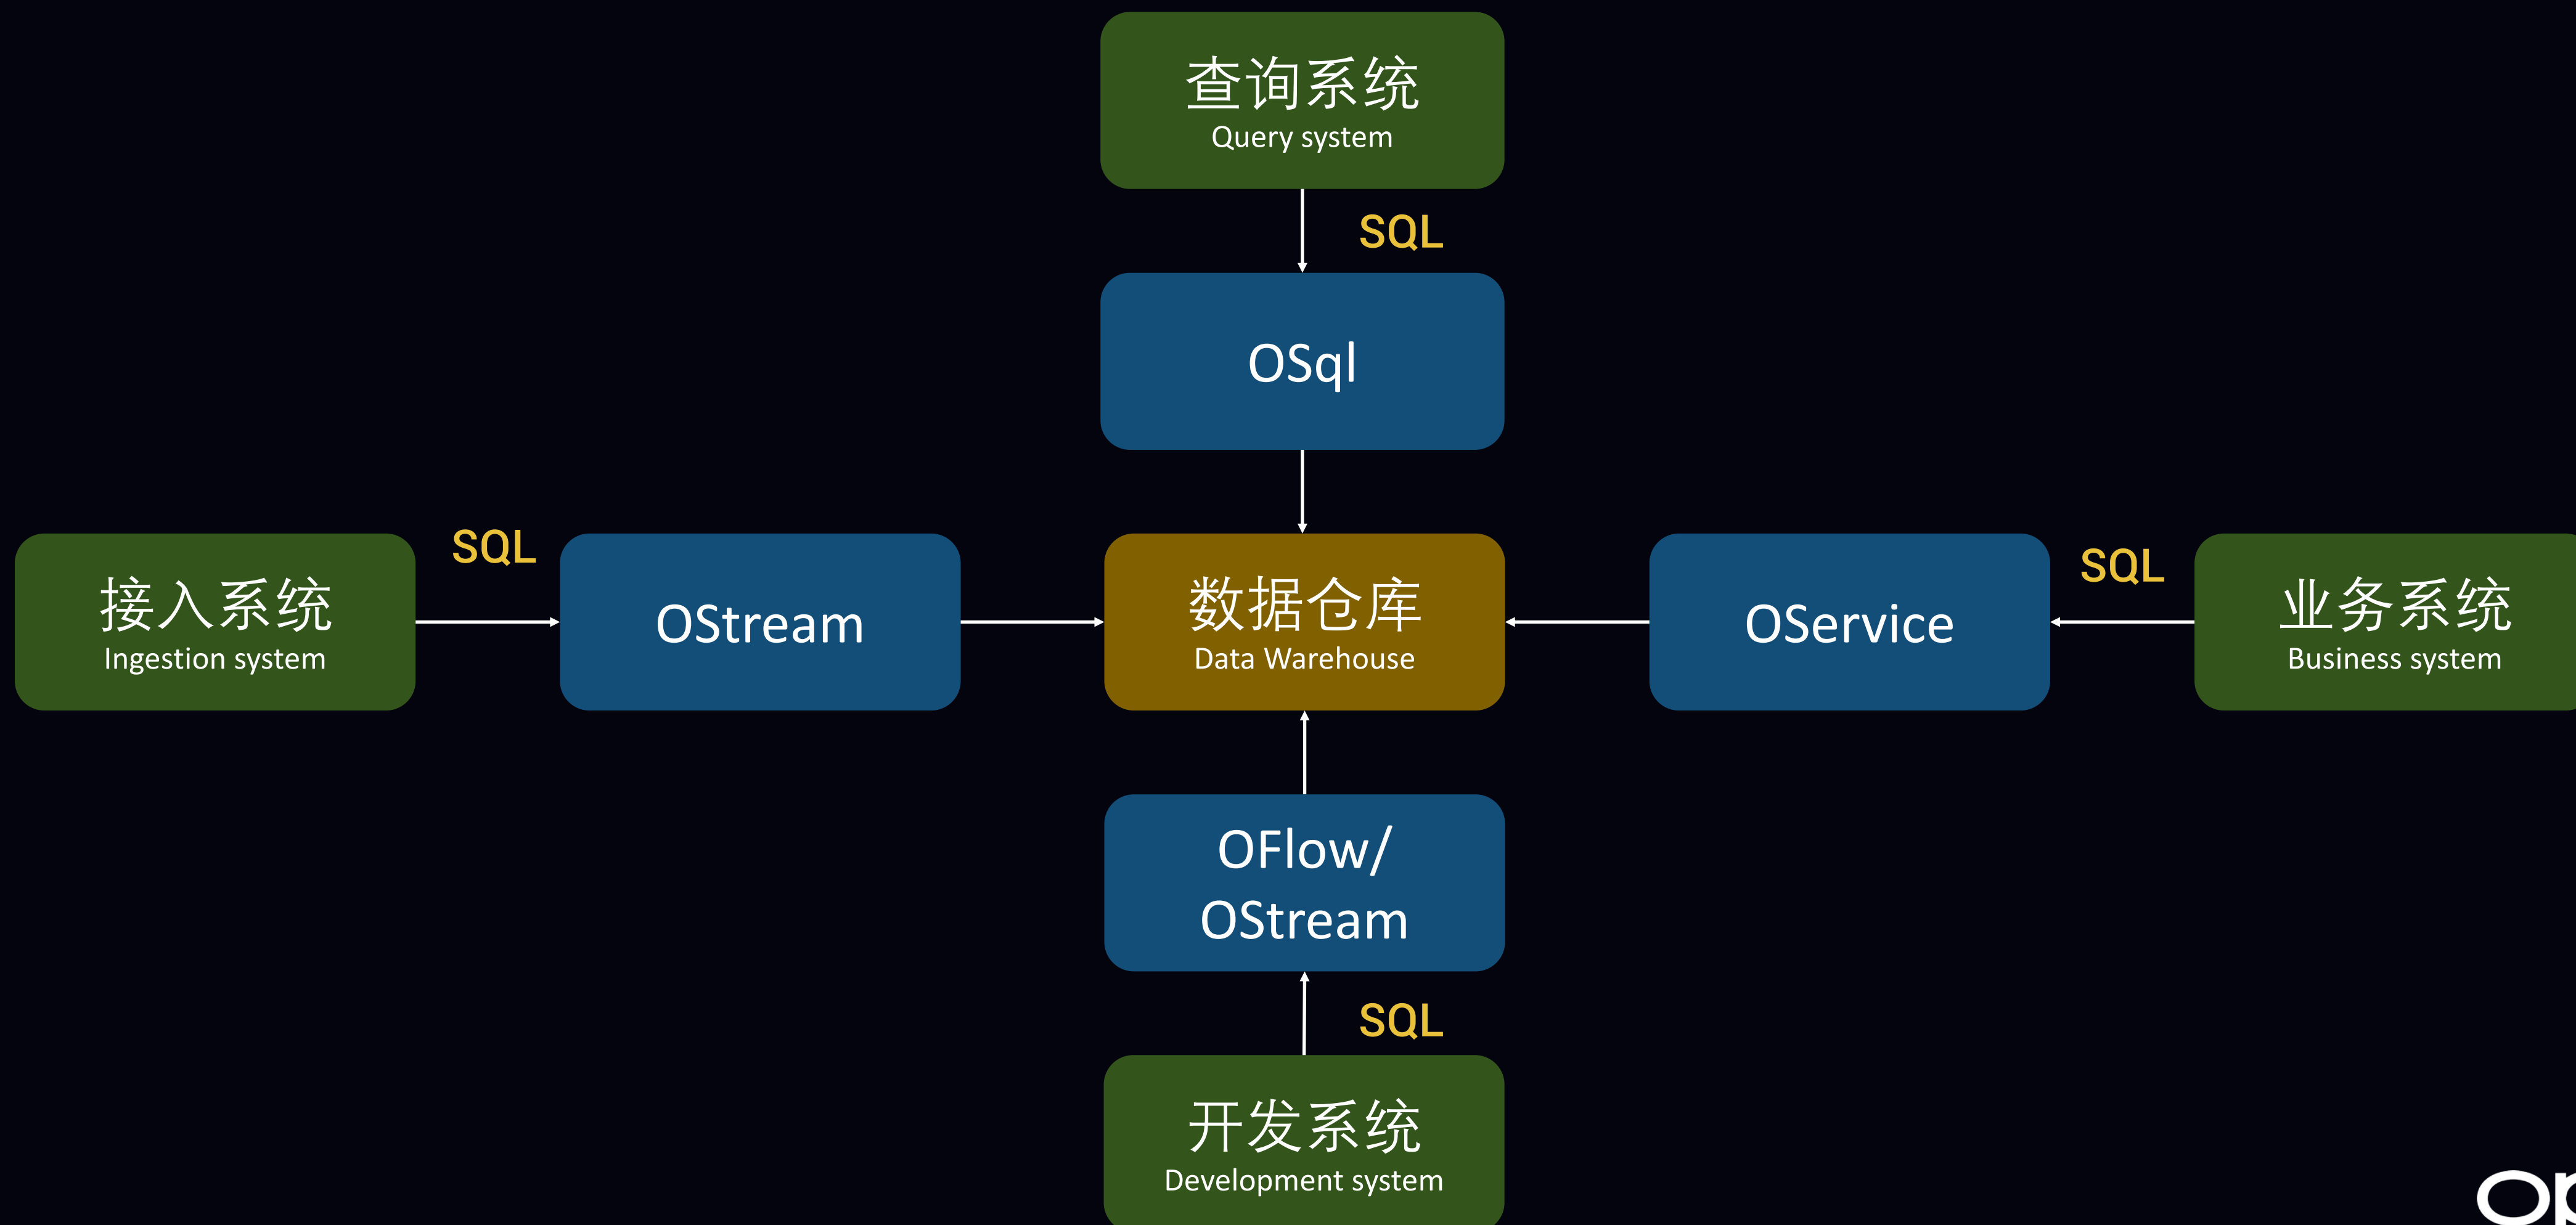 查询系统
Query system
SQL
OSql
接入系统
Ingestion system
SQL
OStream
数据仓库
Data Warehouse
OService
SQL
业务系统
Business system
OFlow/
OStream
SQL
开发系统
Development system